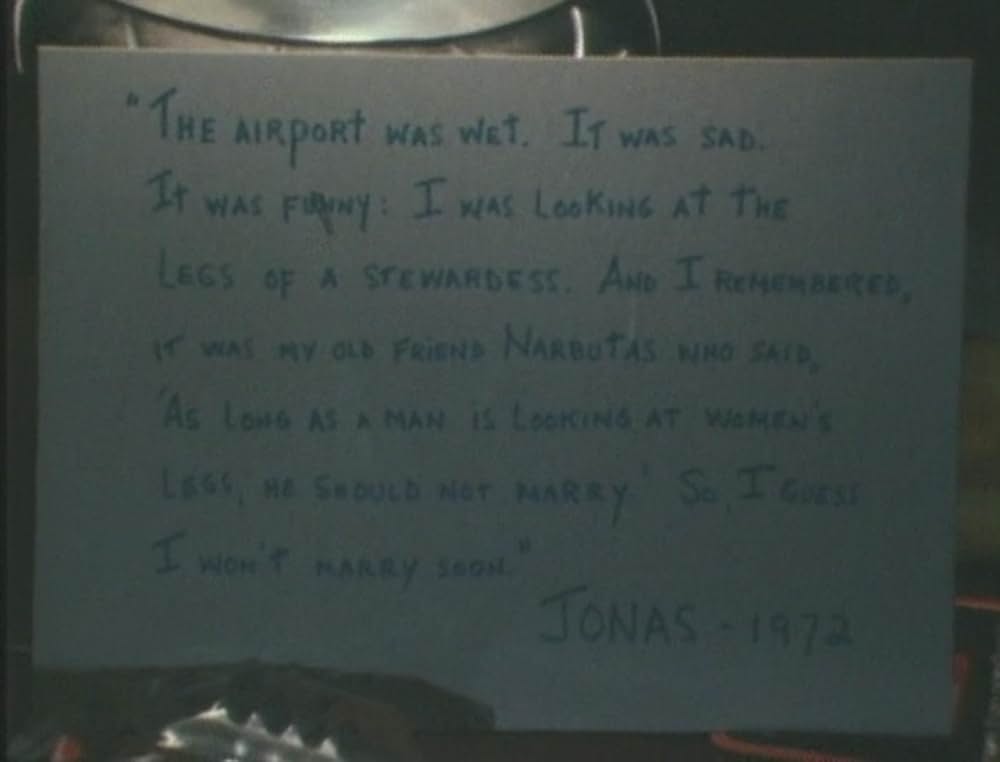 "The airport was wet. It was sad.
It was funny: I was looking at the
legs of a stewardess. And I remembered,
it was my old friend Narbutas who said,
'As long as a man is looking at women's
legs, he should not marry.' So, I guess
I won't marry soon."
Jonas - 1972